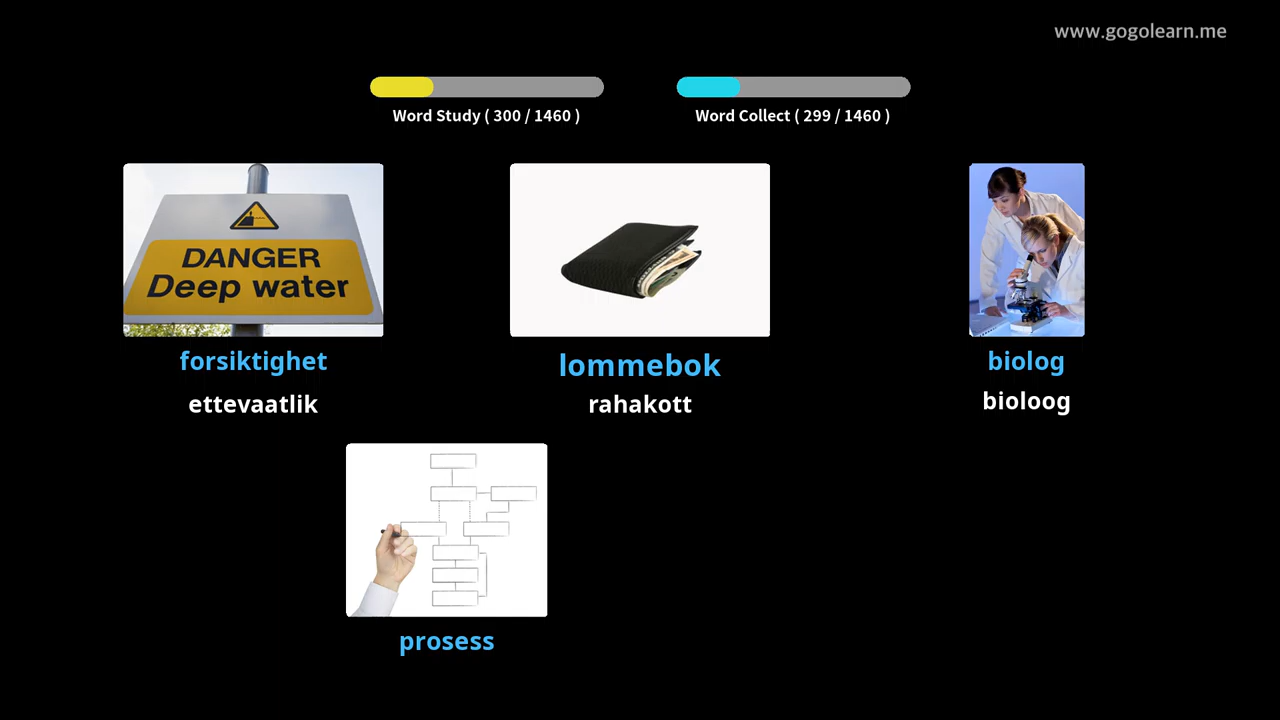 www.gogolearn.me
Word Study ( 300 / 1460 )
Word Collect ( 299 / 1460 )
DANGER
Deep water
forsiktighet
lommebok
biolog
ettevaatlik
rahakott
bioloog
prosess